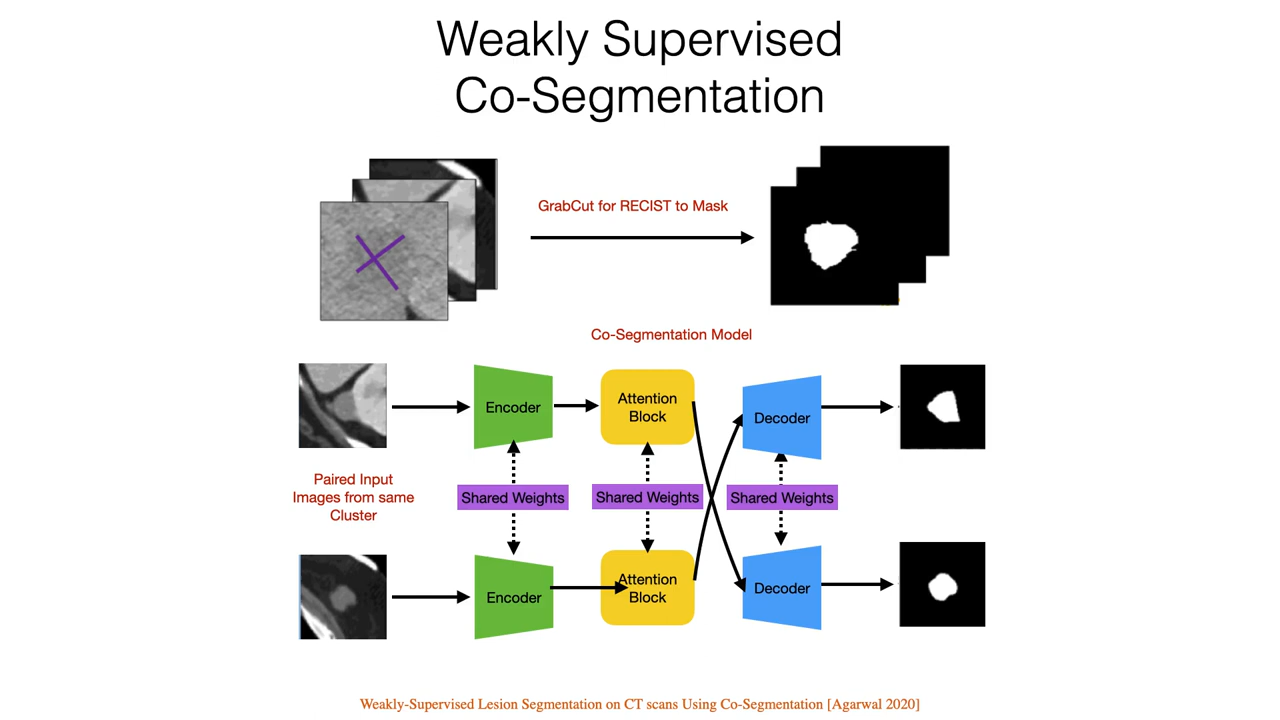 Weakly Supervised
Co-Segmentation
GrabCut for RECIST to Mask
Co-Segmentation Model
Encoder
Attention
Block
Decoder
Paired Input
Images from same
Cluster
Shared Weights
Shared Weights
Shared Weights
Encoder
Attention
Block
Decoder
Weakly-Supervised Lesion Segmentation on CT scans Using Co-Segmentation [Agarwal 2020]